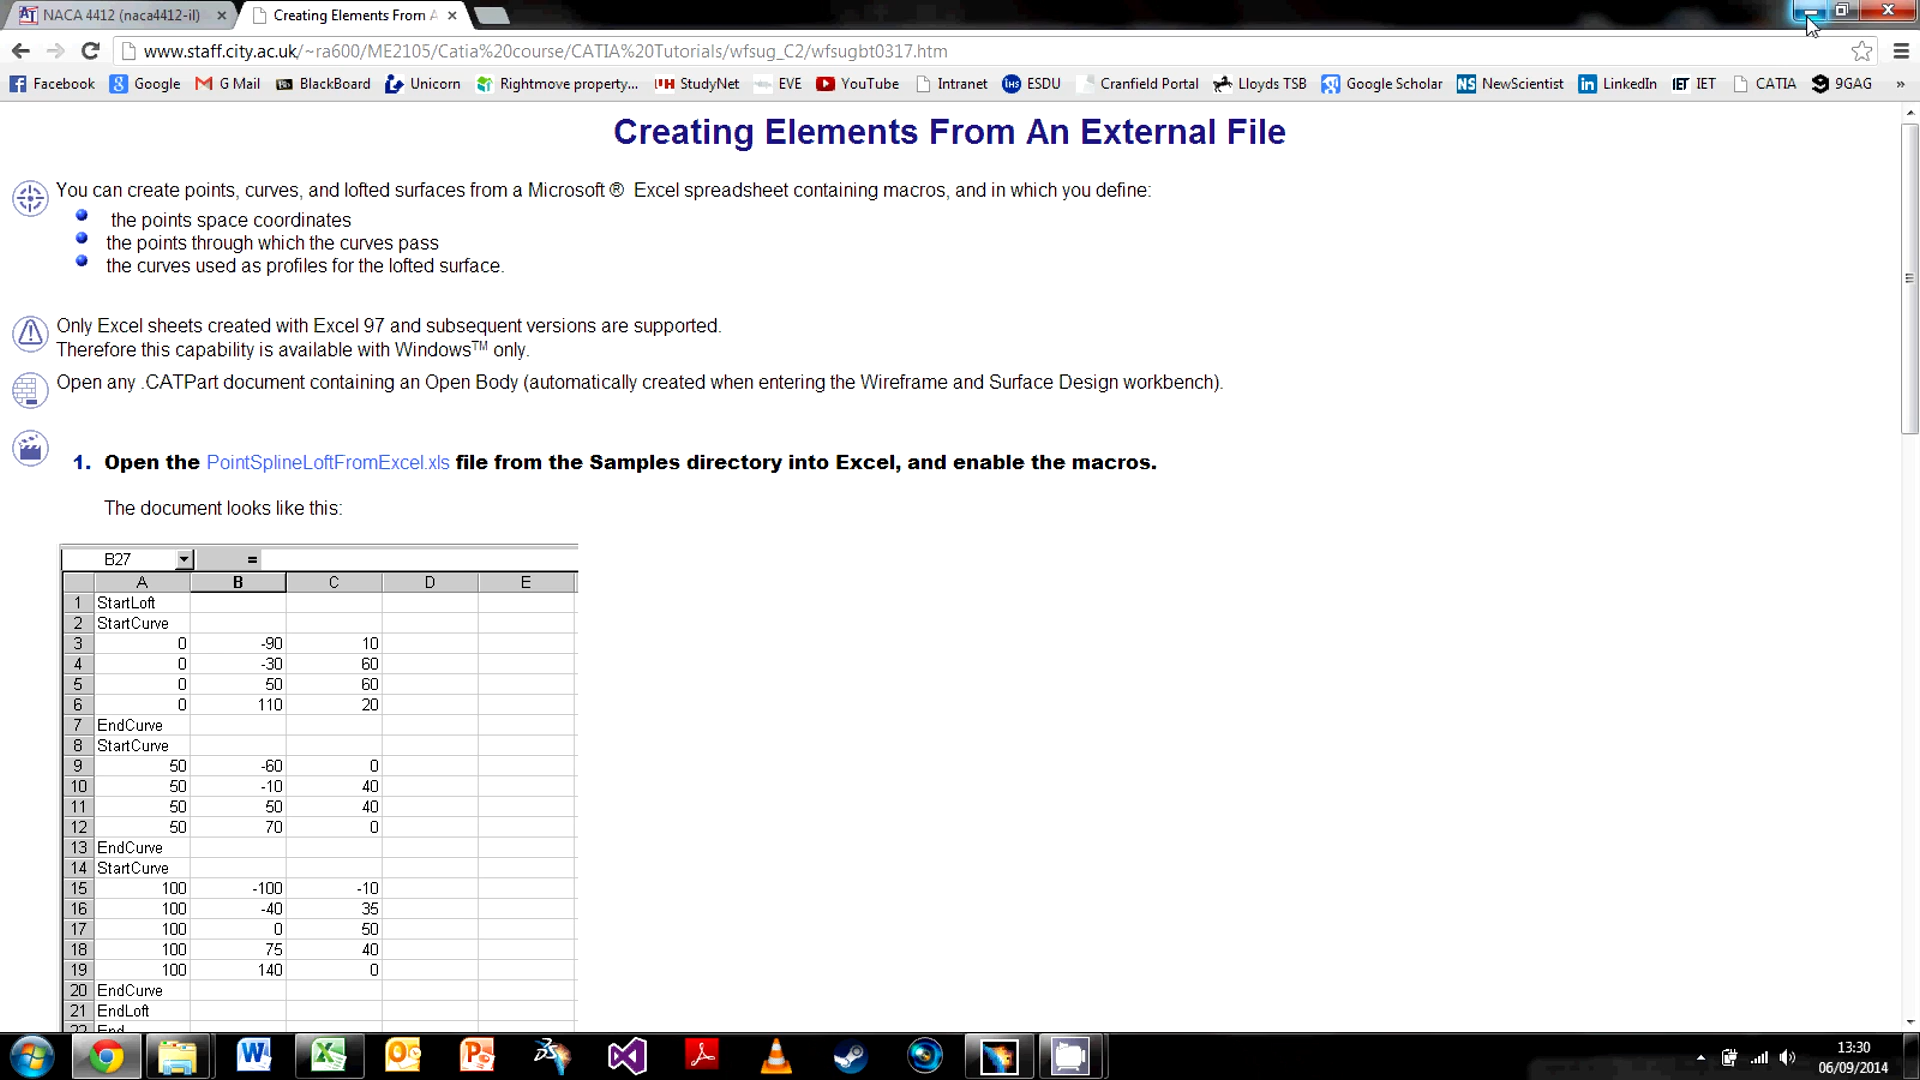 NACA 4412 (naca4412-il)
Creating Elements From A
www.staff.city.ac.uk/~ra600/ME2105/Catia%20course/CATIA%20Tutorials/wfsug_C2/wfsugbt0317.htm
Facebook Google G Mail BlackBoard Unicorn Rightmove property... StudyNet EVE YouTube Intranet ESDU Cranfield Portal Lloyds TSB Google Scholar NewScientist LinkedIn IET CATIA 9GAG »
Creating Elements From An External File
You can create points, curves, and lofted surfaces from a Microsoft ® Excel spreadsheet containing macros, and in which you define:
the points space coordinates
the points through which the curves pass
the curves used as profiles for the lofted surface.
Only Excel sheets created with Excel 97 and subsequent versions are supported.
Therefore this capability is available with Windows™ only.
Open any .CATPart document containing an Open Body (automatically created when entering the Wireframe and Surface Design workbench).
1. Open the PointSplineLoftFromExcel.xls file from the Samples directory into Excel, and enable the macros.
The document looks like this:
B27 =
A B C D E
1 StartLoft
2 StartCurve
3 0 -90 10
4 0 -30 60
5 0 50 60
6 0 110 20
7 EndCurve
8 StartCurve
9 50 -60 0
10 50 -10 40
11 50 50 40
12 50 70 0
13 EndCurve
14 StartCurve
15 100 -100 -10
16 100 -40 35
17 100 0 50
18 100 75 40
19 100 140 0
20 EndCurve
21 EndLoft
22 End
13:30
06/09/2014